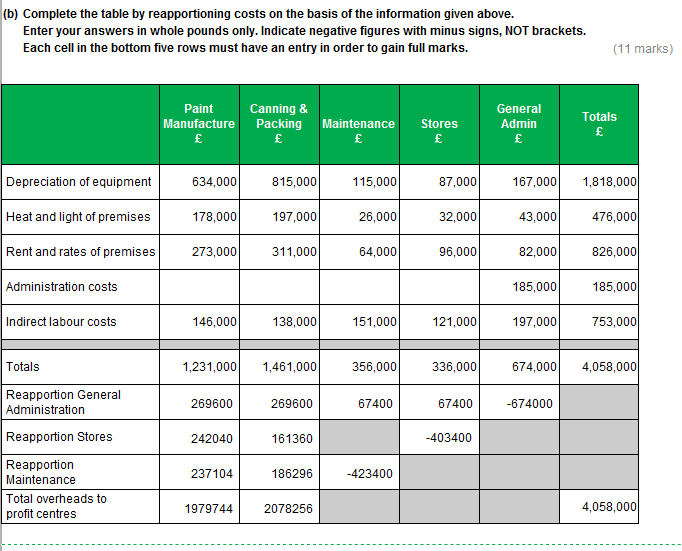 (b) Complete the table by reapportioning costs on the basis of the information given above.
Enter your answers in whole pounds only. Indicate negative figures with minus signs, NOT brackets.
Each cell in the bottom five rows must have an entry in order to gain full marks. (11 marks)
Paint Manufacture £ Canning & Packing £ Maintenance £ Stores £ General Admin £ Totals £
Depreciation of equipment 634,000 815,000 115,000 87,000 167,000 1,818,000
Heat and light of premises 178,000 197,000 26,000 32,000 43,000 476,000
Rent and rates of premises 273,000 311,000 64,000 96,000 82,000 826,000
Administration costs 185,000 185,000
Indirect labour costs 146,000 138,000 151,000 121,000 197,000 753,000
Totals 1,231,000 1,461,000 356,000 336,000 674,000 4,058,000
Reapportion General
Administration 269600 269600 67400 67400 -674000
Reapportion Stores 242040 161360 -403400
Reapportion
Maintenance 237104 186296 -423400
Total overheads to
profit centres 1979744 2078256 4,058,000